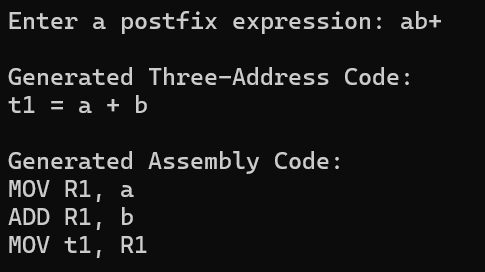 Enter a postfix expression: ab+
Generated Three-Address Code:
t1 = a + b
Generated Assembly Code:
MOV R1, a
ADD R1, b
MOV t1, R1